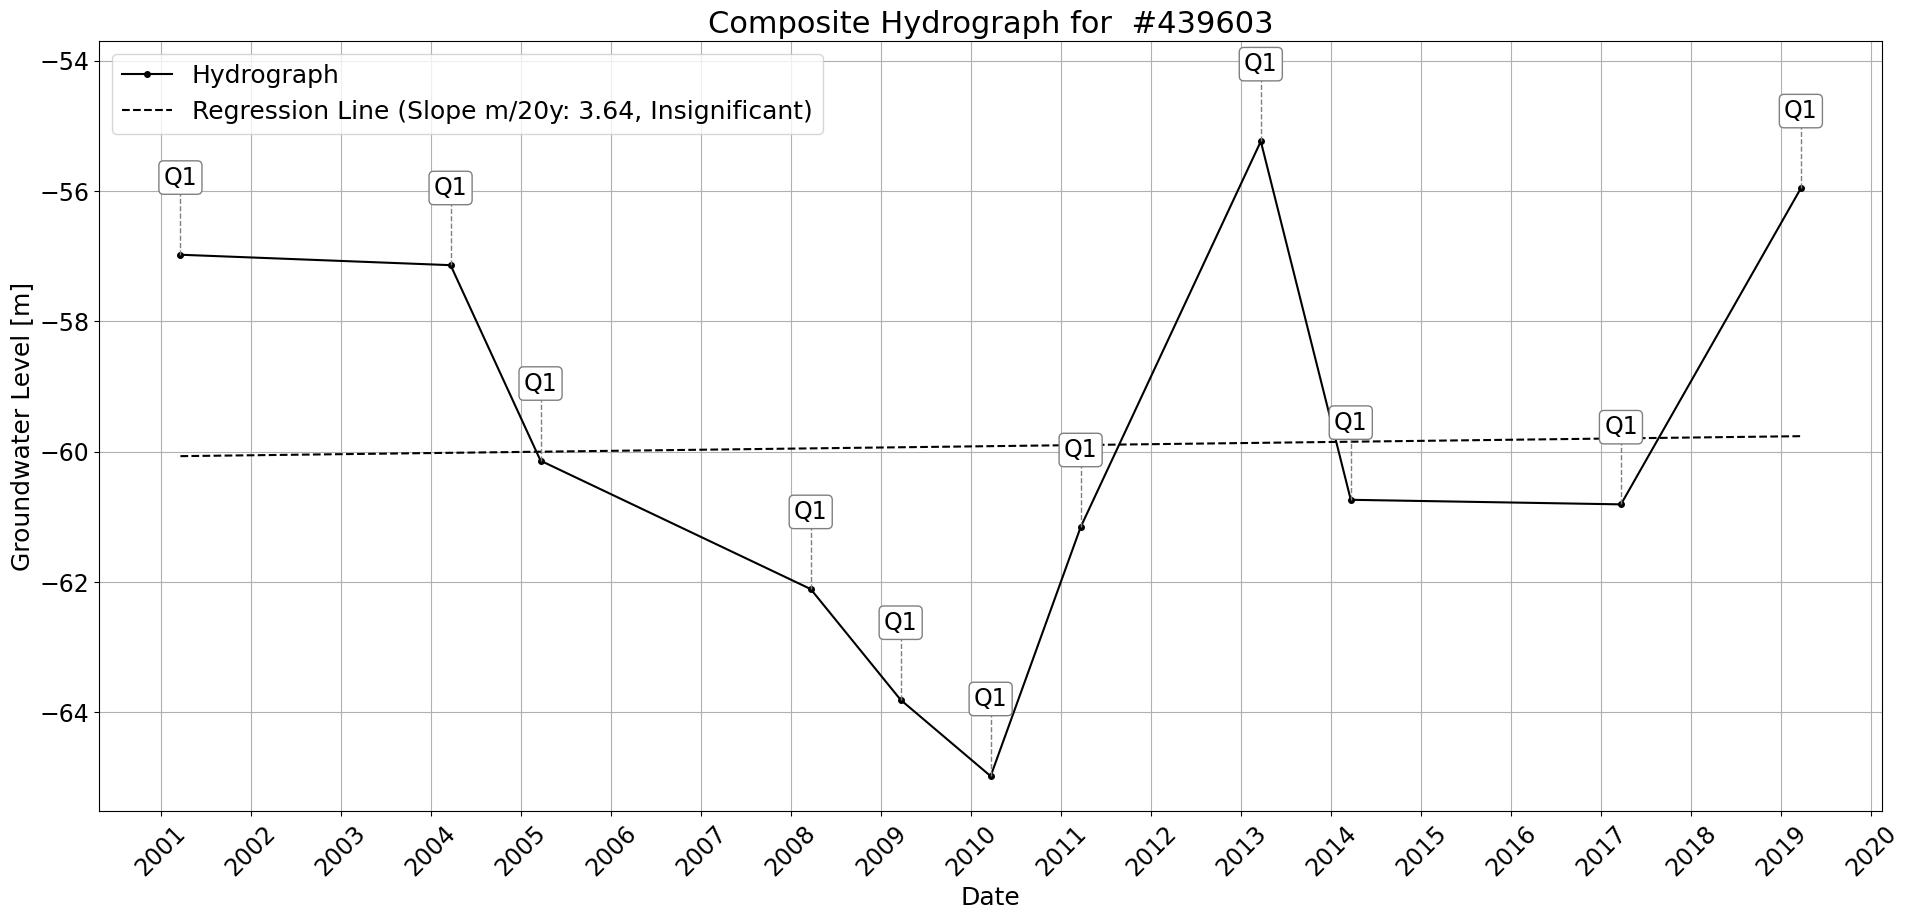 Composite Hydrograph for  #439603
Hydrograph
Regression Line (Slope m/20y: 3.64, Insignificant)
Groundwater Level [m]
−54
−56
−58
−60
−62
−64
Q1
Q1
Q1
Q1
Q1
Q1
Q1
Q1
Q1
Q1
Q1
2001
2002
2003
2004
2005
2006
2007
2008
2009
2010
2011
2012
2013
2014
2015
2016
2017
2018
2019
2020
Date